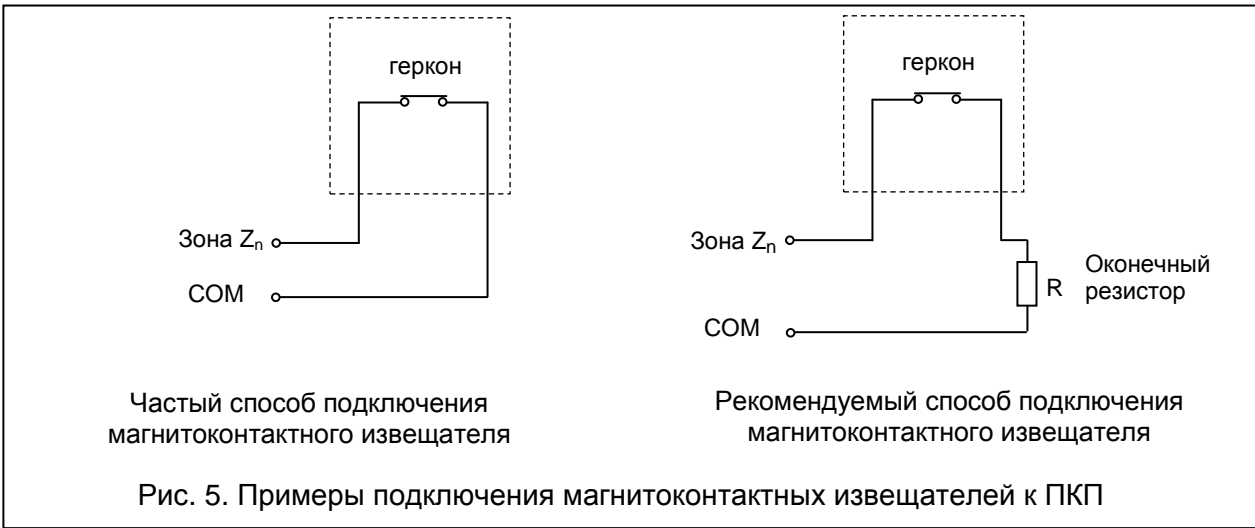 геркон
Зона Zn
COM
Частый способ подключения
магнитоконтактного извещателя
геркон
Зона Zn
COM
R
Оконечный
резистор
Рекомендуемый способ подключения
магнитоконтактного извещателя
Рис. 5. Примеры подключения магнитоконтактных извещателей к ПКП